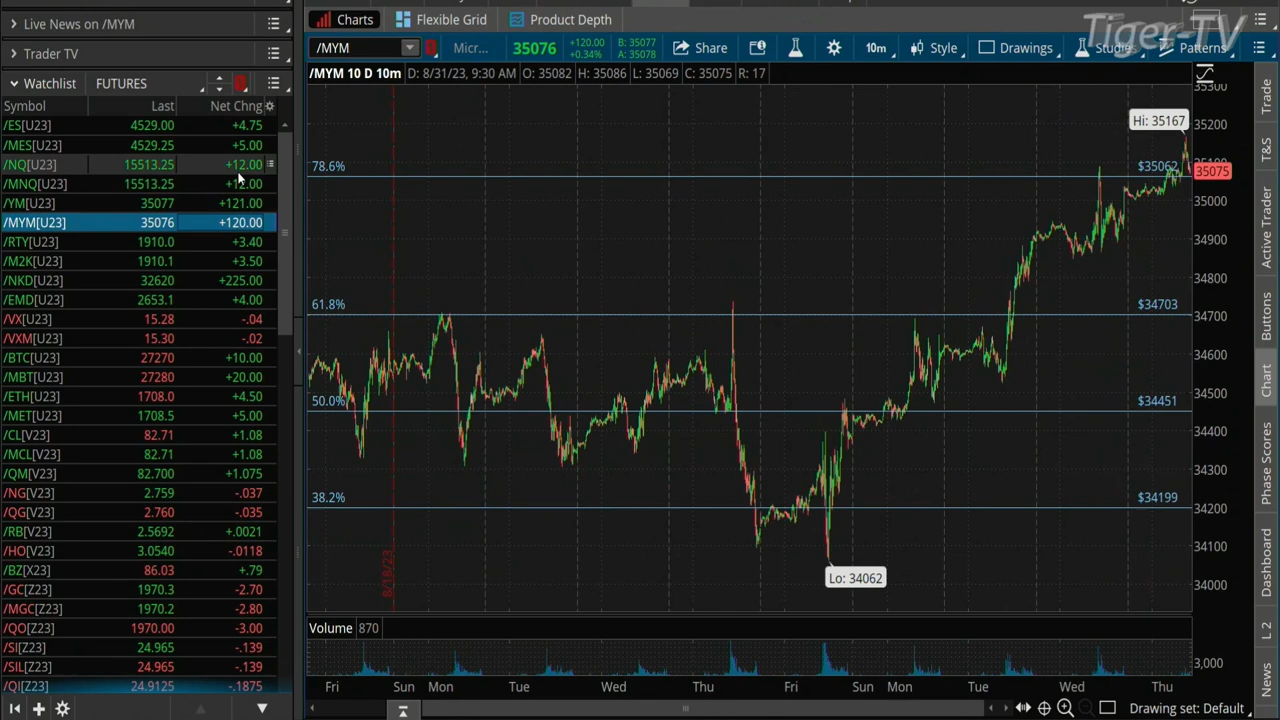 Live News on /MYM
Trader TV
Watchlist FUTURES
Symbol Last Net Chng
/ES[U23] 4529.00 +4.75
/MES[U23] 4529.25 +5.00
/NQ[U23] 15513.25 +12.00
/MNQ[U23] 15513.25 +12.00
/YM[U23] 35077 +121.00
/MYM[U23] 35076 +120.00
/RTY[U23] 1910.0 +3.40
/M2K[U23] 1910.1 +3.50
/NKD[U23] 32620 +225.00
/EMD[U23] 2653.1 +4.00
/VX[U23] 15.28 -.04
/VXM[U23] 15.30 -.02
/BTC[U23] 27270 +10.00
/MBT[U23] 27280 +20.00
/ETH[U23] 1708.0 +4.50
/MET[U23] 1708.5 +5.00
/CL[V23] 82.71 +1.08
/MCL[V23] 82.71 +1.08
/QM[V23] 82.700 +1.075
/NG[V23] 2.759 -.037
/QG[V23] 2.760 -.035
/RB[V23] 2.5692 +.0021
/HO[V23] 3.0540 -.0118
/BZ[X23] 86.03 +.79
/GC[Z23] 1970.3 -2.70
/MGC[Z23] 1970.2 -2.80
/QO[Z23] 1970.00 -3.00
/SI[Z23] 24.965 -.139
/SIL[Z23] 24.965 -.139
/QI[Z23] 24.9125 -.1875
Charts Flexible Grid Product Depth
Tiger-TV
/MYM Micr... 35076 +120.00 +0.34% B: 35077 A: 35078 Share 10m Style Drawings Studies Patterns
/MYM 10 D 10m D: 8/31/23, 9:30 AM O: 35082 H: 35086 L: 35069 C: 35075 R: 17
35300
Hi: 35167
35200
35100
78.6% $35062 35075
35000
34900
34800
61.8% $34703
34700
34600
34500
50.0% $34451
34400
34300
38.2% $34199
34200
34100
8/18/23
Lo: 34062
34000
Volume 870
3,000
Fri Sun Mon Tue Wed Thu Fri Sun Mon Tue Wed Thu
Drawing set: Default
Trade
T&S
Active Trader
Buttons
Chart
Phase Scores
Dashboard
L 2
News